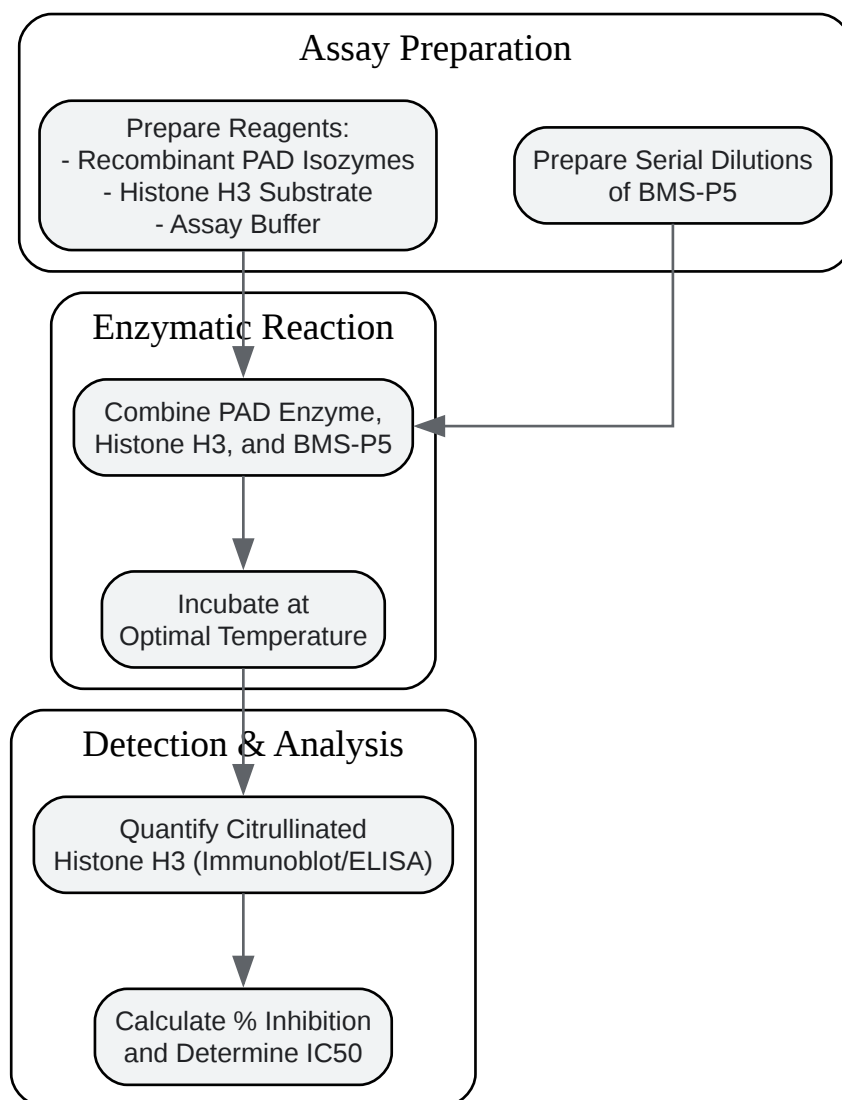 Assay Preparation
Prepare Reagents:
- Recombinant PAD Isozymes
- Histone H3 Substrate
- Assay Buffer
Prepare Serial Dilutions
of BMS-P5
Enzymatic Reaction
Combine PAD Enzyme,
Histone H3, and BMS-P5
Incubate at
Optimal Temperature
Detection & Analysis
Quantify Citrullinated
Histone H3 (Immunoblot/ELISA)
Calculate % Inhibition
and Determine IC50